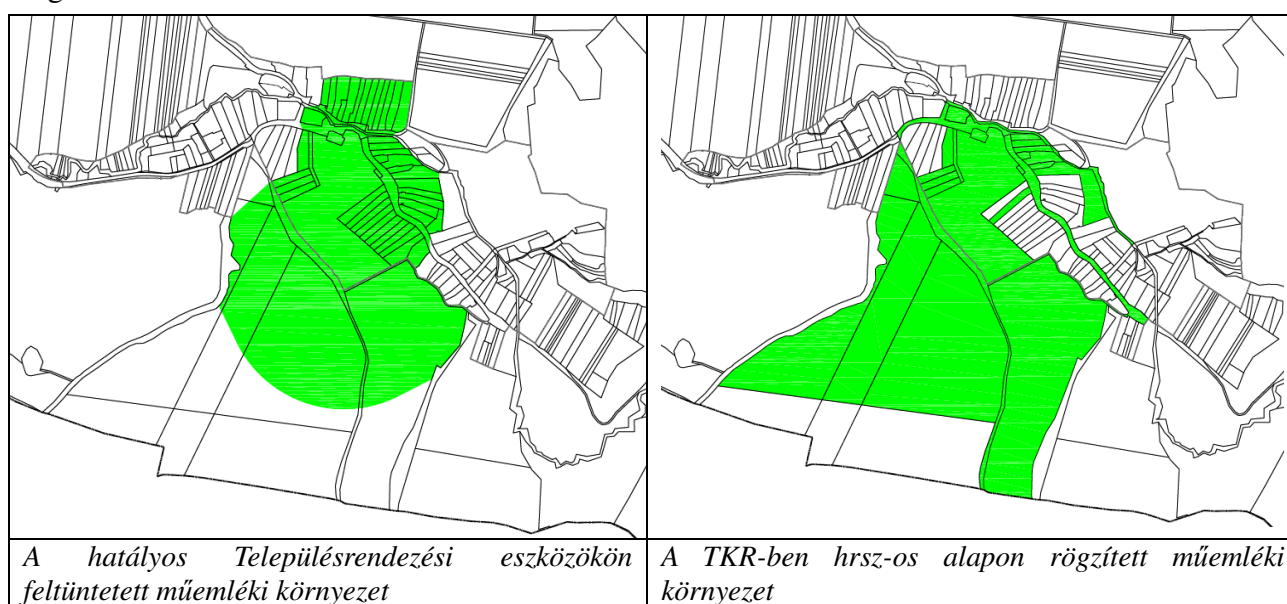 A hatályos Településrendezési eszközökön
feltüntetett műemléki környezet
A TKR-ben hrsz-os alapon rögzített műemléki
környezet